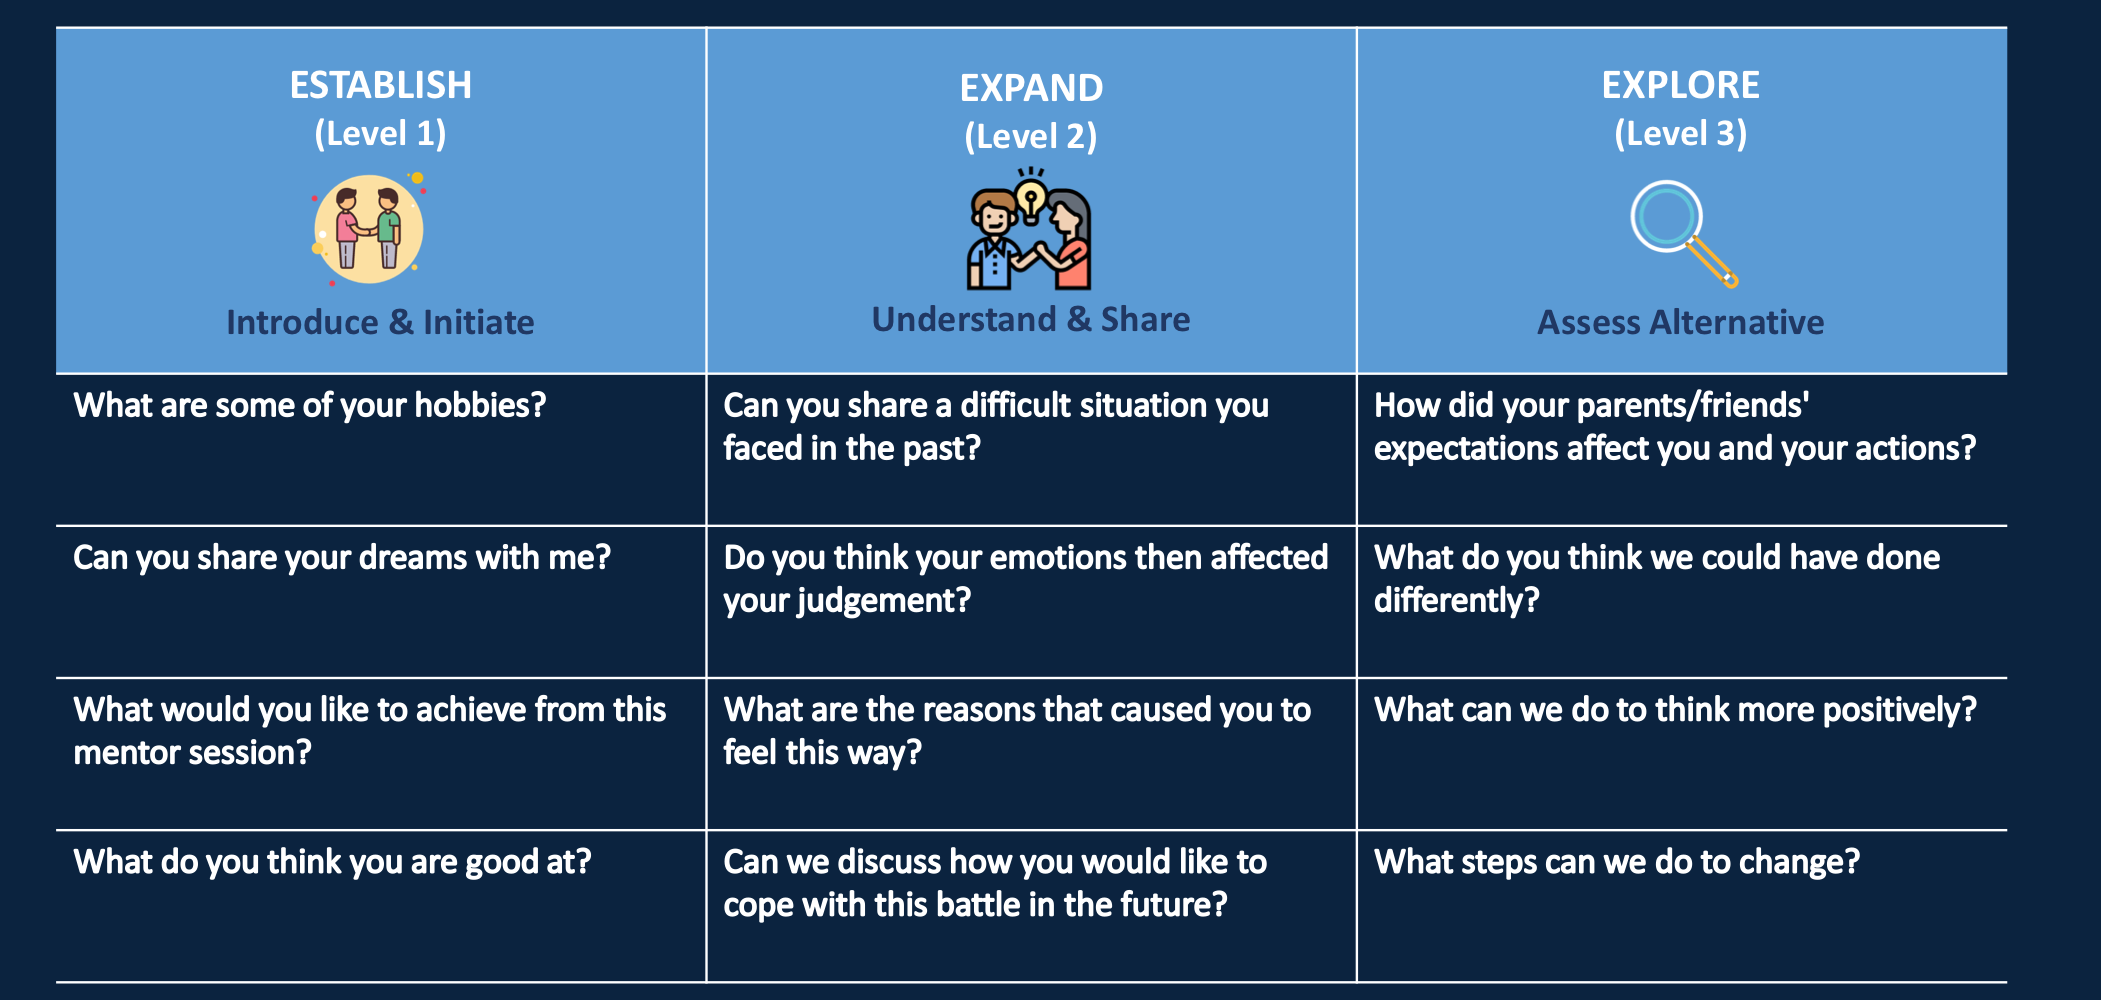 ESTABLISH
(Level 1)
Introduce & Initiate
EXPAND
(Level 2)
Understand & Share
EXPLORE
(Level 3)
Assess Alternative
What are some of your hobbies?
Can you share a difficult situation you
faced in the past?
How did your parents/friends'
expectations affect you and your actions?
Can you share your dreams with me?
Do you think your emotions then affected
your judgement?
What do you think we could have done
differently?
What would you like to achieve from this
mentor session?
What are the reasons that caused you to
feel this way?
What can we do to think more positively?
What do you think you are good at?
Can we discuss how you would like to
cope with this battle in the future?
What steps can we do to change?